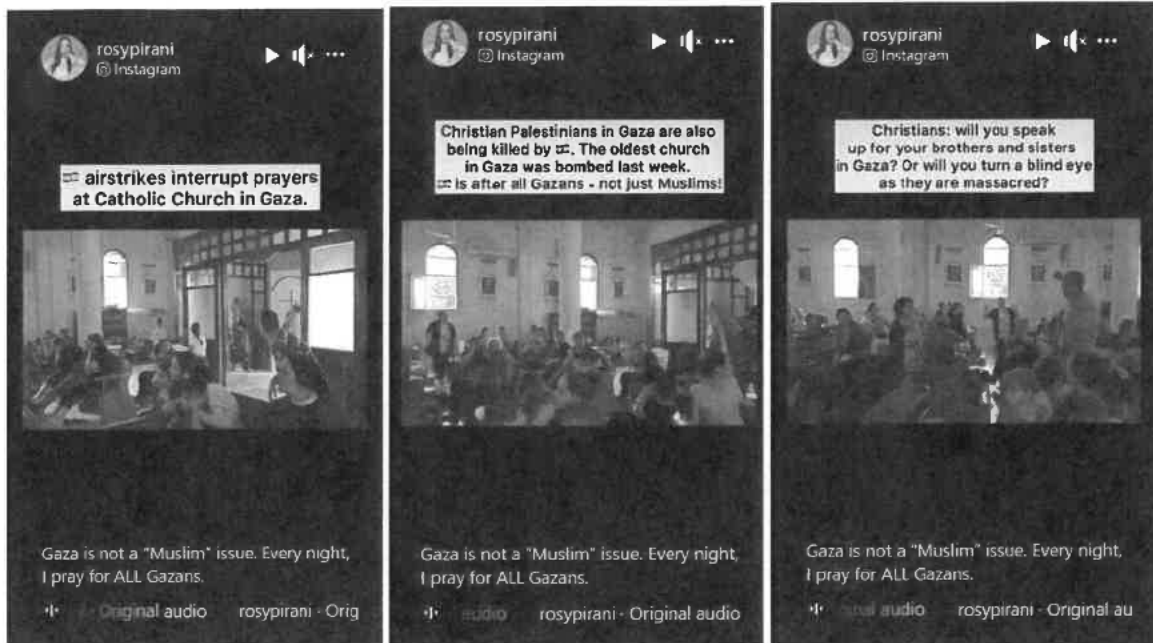 rosypirani
Instagram
🇮🇱 airstrikes interrupt prayers
at Catholic Church in Gaza.
Gaza is not a "Muslim" issue. Every night,
I pray for ALL Gazans.
Original audio rosypirani · Orig
rosypirani
Instagram
Christian Palestinians in Gaza are also
being killed by 🇮🇱. The oldest church
in Gaza was bombed last week.
🇮🇱 is after all Gazans - not just Muslims!
Gaza is not a "Muslim" issue. Every night,
I pray for ALL Gazans.
audio rosypirani · Original audio
rosypirani
Instagram
Christians: will you speak
up for your brothers and sisters
in Gaza? Or will you turn a blind eye
as they are massacred?
Gaza is not a "Muslim" issue. Every night,
I pray for ALL Gazans.
audio rosypirani · Original au